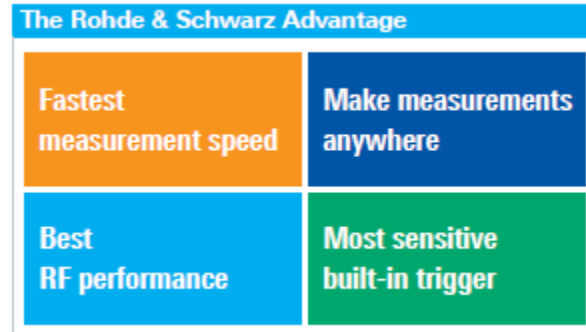 The Rohde & Schwarz Advantage
Fastest
measurement speed
Make measurements
anywhere
Best
RF performance
Most sensitive
built-in trigger